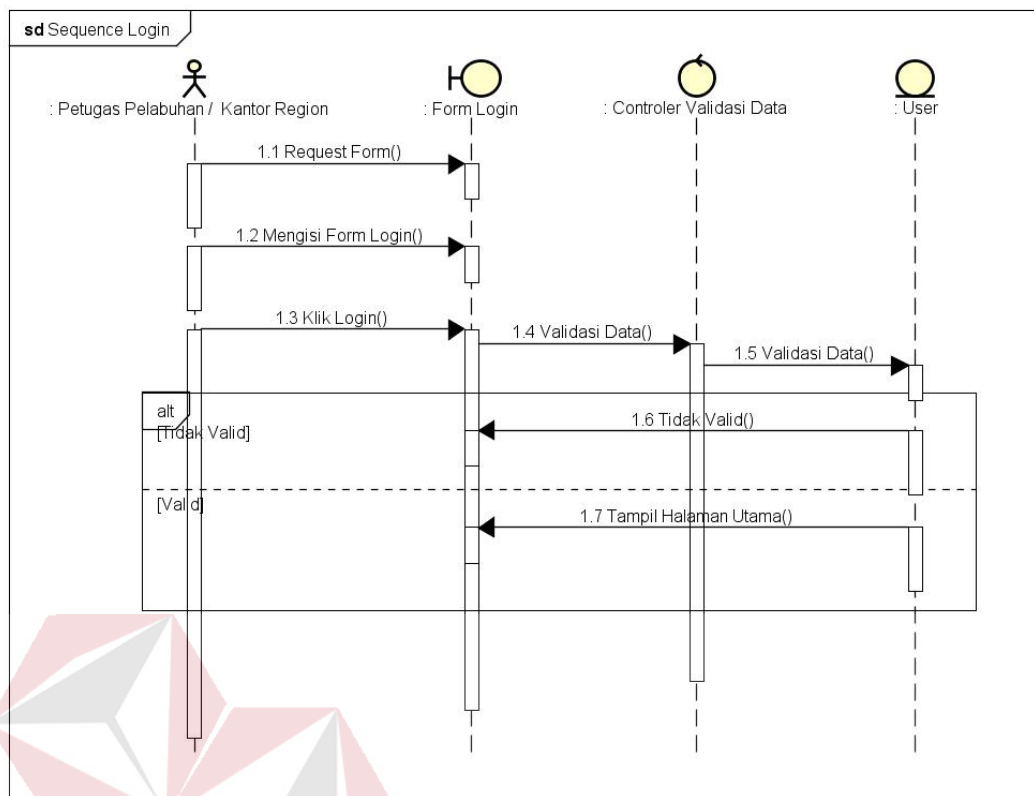 sd Sequence Login
: Petugas Pelabuhan / Kantor Region
: Form Login
: Controler Validasi Data
: User
1.1 Request Form()
1.2 Mengisi Form Login()
1.3 Klik Login()
1.4 Validasi Data()
1.5 Validasi Data()
alt
[Tidak Valid]
1.6 Tidak Valid()
[Valid]
1.7 Tampil Halaman Utama()